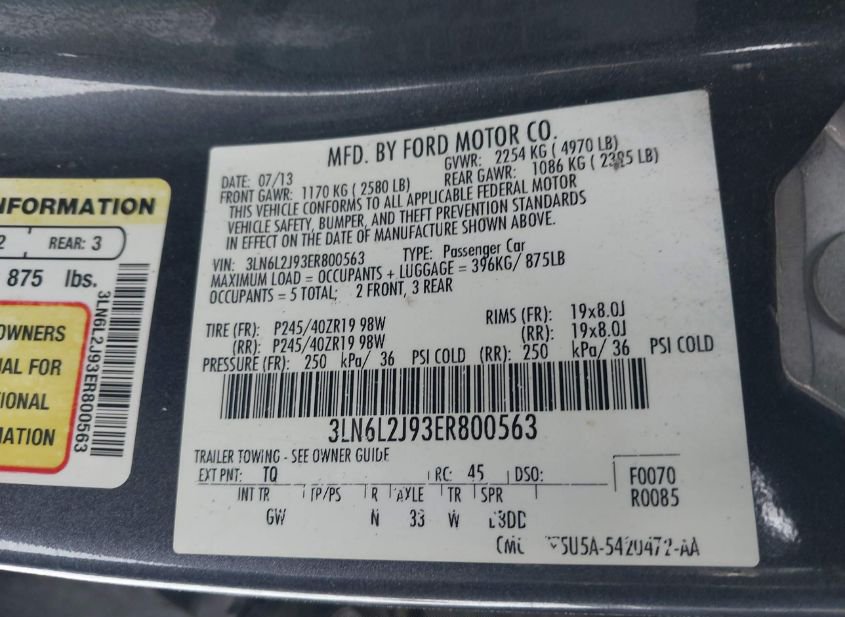 NFORMATION
2 REAR: 3
875 lbs.
OWNERS
AL FOR
IONAL
MATION
3LN6L2J93ER800563
MFD. BY FORD MOTOR CO.
DATE: 07/13 GVWR: 2254 KG ( 4970 LB)
FRONT GAWR: 1170 KG ( 2580 LB) REAR GAWR: 1086 KG ( 2395 LB)
THIS VEHICLE CONFORMS TO ALL APPLICABLE FEDERAL MOTOR
VEHICLE SAFETY, BUMPER, AND THEFT PREVENTION STANDARDS
IN EFFECT ON THE DATE OF MANUFACTURE SHOWN ABOVE.
VIN: 3LN6L2J93ER800563 TYPE: Passenger Car
MAXIMUM LOAD = OCCUPANTS + LUGGAGE = 396KG/ 875LB
OCCUPANTS = 5 TOTAL; 2 FRONT, 3 REAR
TIRE (FR): P245/40ZR19 98W RIMS (FR): 19x8.0J
(RR): P245/40ZR19 98W (RR): 19x8.0J
PRESSURE (FR): 250 kPa/ 36 PSI COLD (RR): 250 kPa/ 36 PSI COLD
3LN6L2J93ER800563
TRAILER TOWING - SEE OWNER GUIDE
EXT PNT: TQ RC: 45 DSO: F0070
INT TR TP/PS R AXLE TR SPR R0085
GW N 33 W
5U5A-5420472-AA